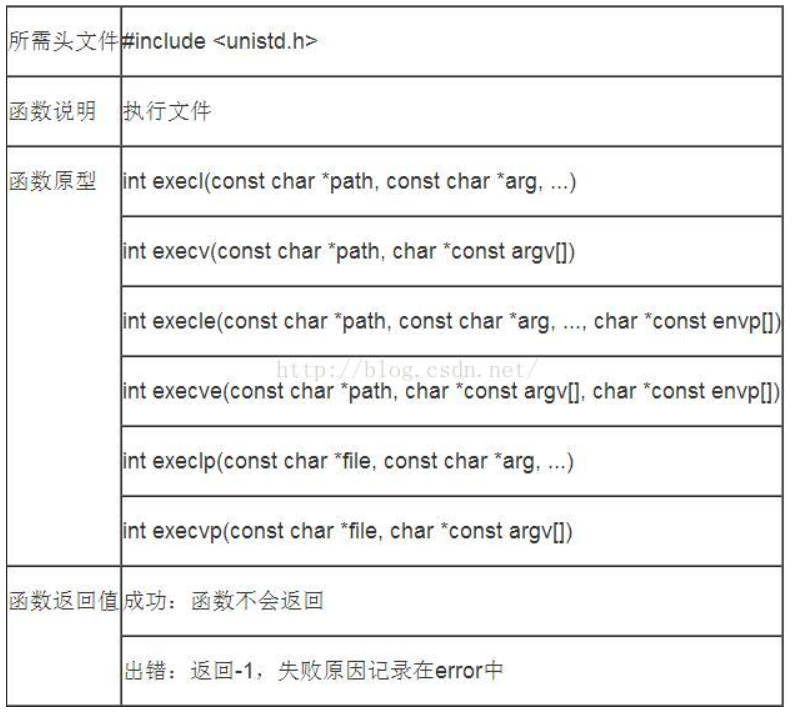 所需头文件 #include <unistd.h>
函数说明 执行文件
函数原型 int execl(const char *path, const char *arg, ...)
int execv(const char *path, char *const argv[])
int execle(const char *path, const char *arg, ..., char *const envp[])
http://blog.csdn.net/
int execve(const char *path, char *const argv[], char *const envp[])
int execlp(const char *file, const char *arg, ...)
int execvp(const char *file, char *const argv[])
函数返回值 成功：函数不会返回
出错：返回-1，失败原因记录在error中